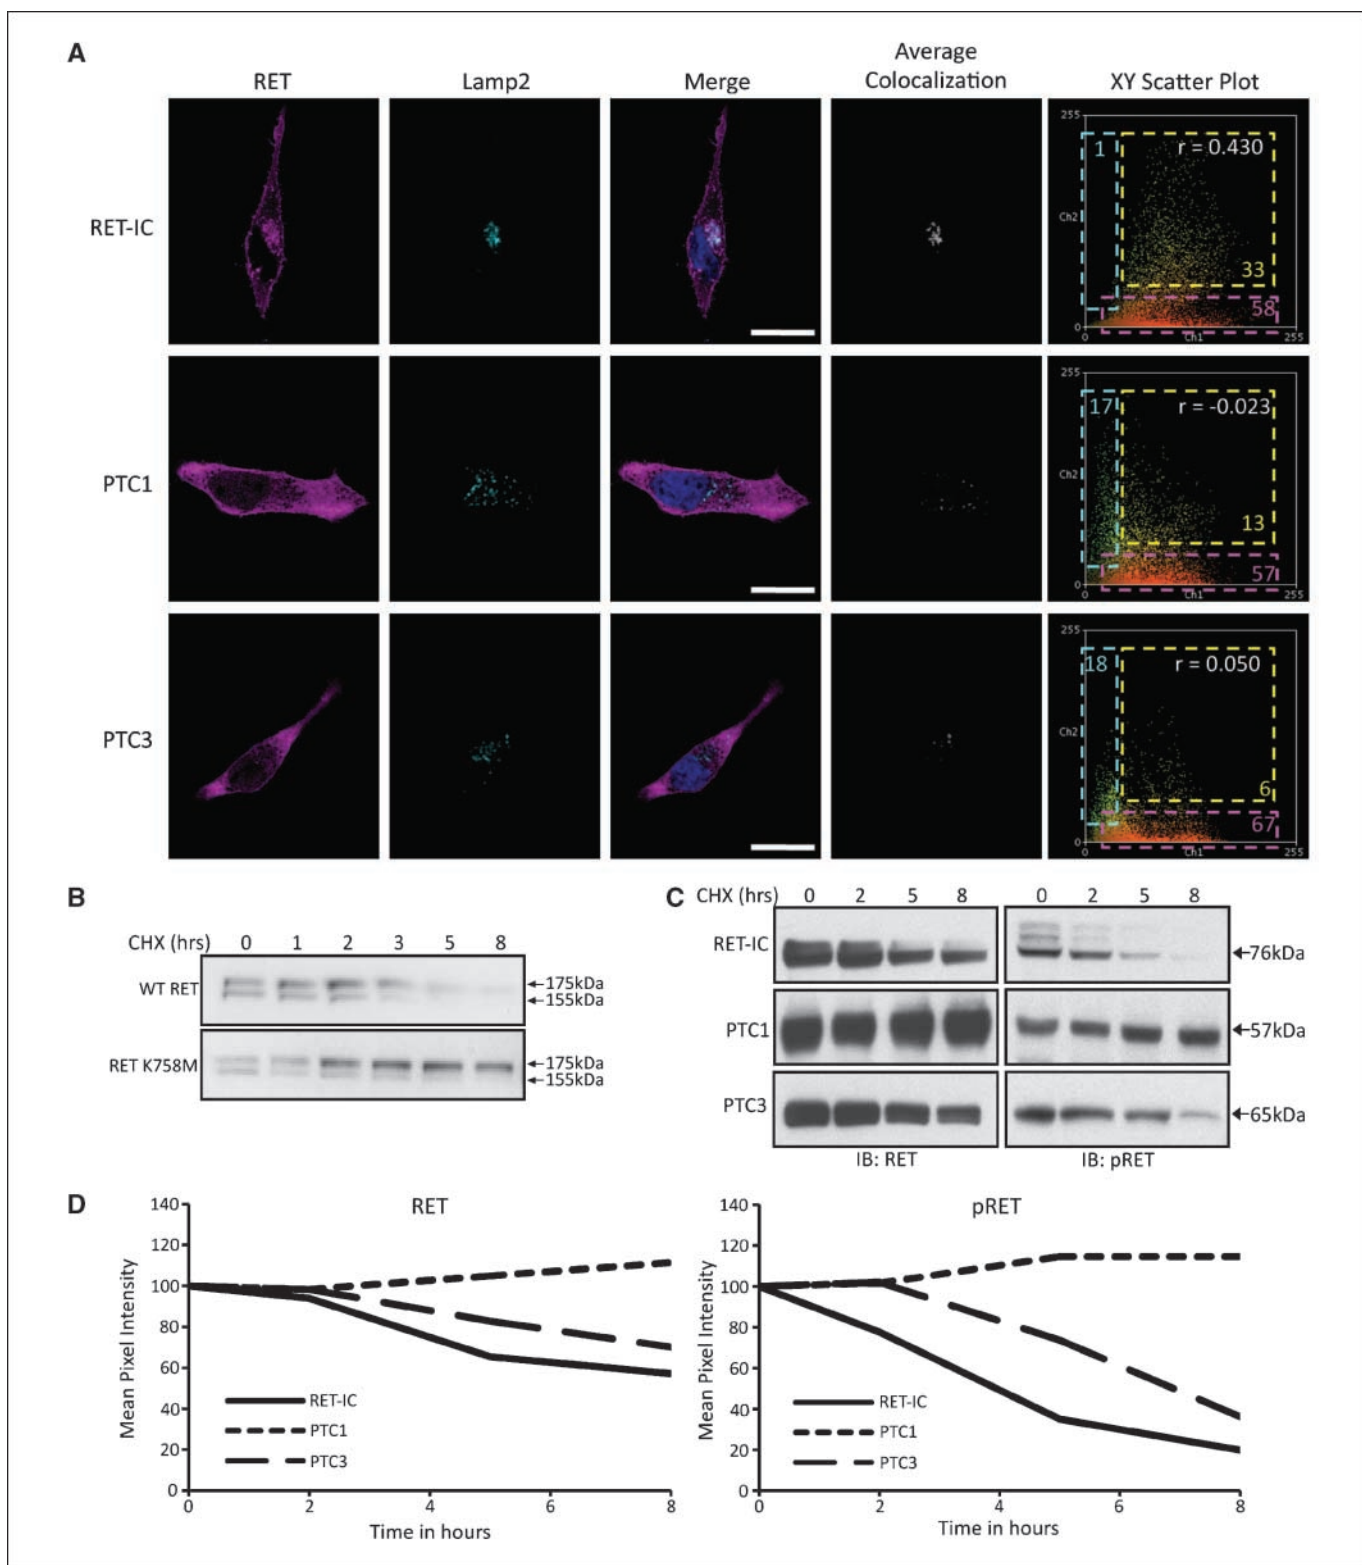 A
RET
Lamp2
Merge
Average
Colocalization
XY Scatter Plot
RET-IC
255
1
r = 0.430
Ch2
33
58
0
0
Ch1
255
PTC1
255
17
r = -0.023
Ch2
13
57
0
0
Ch1
255
PTC3
255
18
r = 0.050
Ch2
6
67
0
0
Ch1
255
B
CHX (hrs) 0 1 2 3 5 8
WT RET
175kDa
155kDa
RET K758M
175kDa
155kDa
C
CHX (hrs) 0 2 5 8 0 2 5 8
RET-IC
76kDa
PTC1
57kDa
PTC3
65kDa
IB: RET
IB: pRET
D
RET
Mean Pixel Intensity
140
120
100
80
60
40
20
0
RET-IC
PTC1
PTC3
0 2 4 6 8
Time in hours
pRET
Mean Pixel Intensity
140
120
100
80
60
40
20
0
RET-IC
PTC1
PTC3
0 2 4 6 8
Time in hours